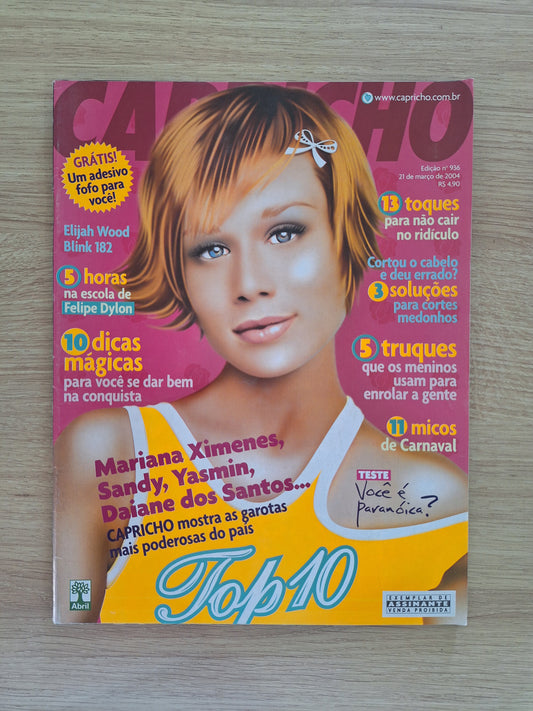 CAPRICHO
www.capricho.com.br
Edição nº 936
21 de março de 2004
R$ 4,90
GRÁTIS!
Um adesivo
fofo para
você!
Elijah Wood
Blink 182
5 horas
na escola de
Felipe Dylon
10 dicas
mágicas
para você se dar bem
na conquista
13 toques
para não cair
no ridículo
Cortou o cabelo
e deu errado?
3 soluções
para cortes
medonhos
5 truques
que os meninos
usam para
enrolar a gente
11 micos
de Carnaval
Mariana Ximenes,
Sandy, Yasmin,
Daiane dos Santos...
CAPRICHO mostra as garotas
mais poderosas do país
TESTE
Você é
paranóica?
Top 10
Abril
EXEMPLAR DE
ASSINANTE
VENDA PROIBIDA